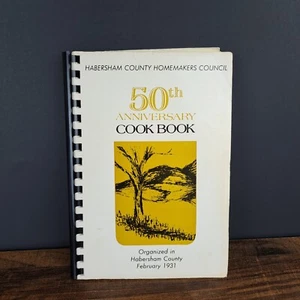 HABERSHAM COUNTY HOMEMAKERS COUNCIL
50th
ANNIVERSARY
COOK BOOK
Organized in
Habersham County
February 1931